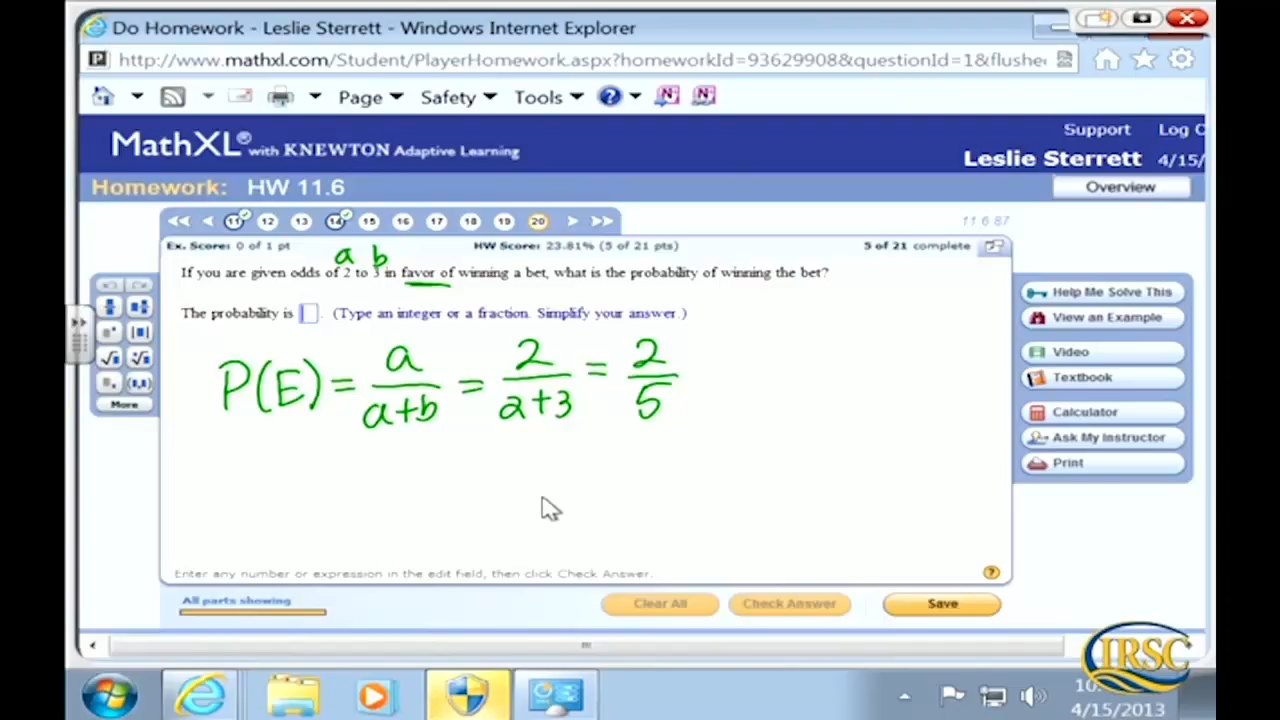 Do Homework - Leslie Sterrett - Windows Internet Explorer
http://www.mathxl.com/Student/PlayerHomework.aspx?homeworkId=93629908&questionId=1&flushe
Page Safety Tools
MathXL® with KNEWTON Adaptive Learning
Support Log O
Leslie Sterrett 4/15/
Homework: HW 11.6
Overview
11 12 13 14 15 16 17 18 19 20
11.6.87
Ex. Score: 0 of 1 pt HW Score: 23.81% (5 of 21 pts) 5 of 21 complete
a b
If you are given odds of 2 to 3 in favor of winning a bet, what is the probability of winning the bet?
The probability is . (Type an integer or a fraction. Simplify your answer.)
P(E) = a/(a+b) = 2/(2+3) = 2/5
More
Help Me Solve This
View an Example
Video
Textbook
Calculator
Ask My Instructor
Print
Enter any number or expression in the edit field, then click Check Answer.
All parts showing
Clear All Check Answer Save
IRSC
4/15/2013